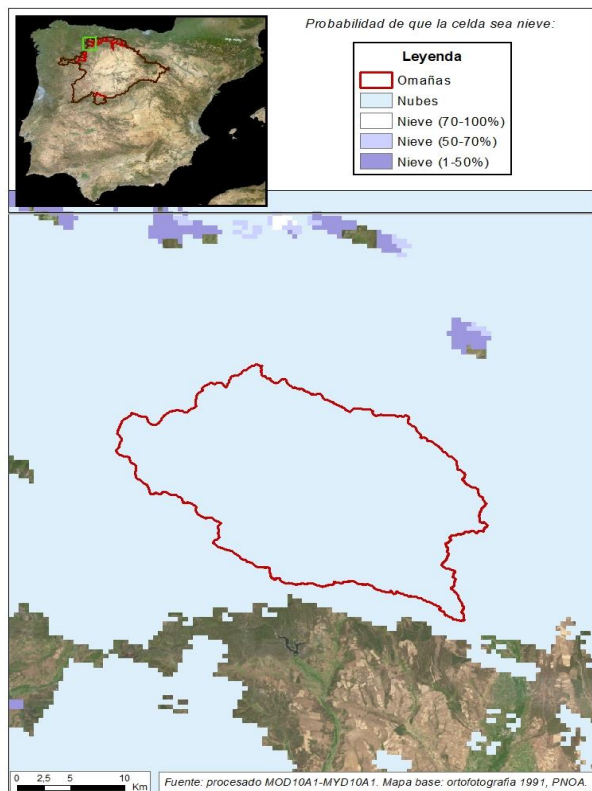 Probabilidad de que la celda sea nieve:
Leyenda
Omañas
Nubes
Nieve (70-100%)
Nieve (50-70%)
Nieve (1-50%)
0 2,5 5 10
Km
Fuente: procesado MOD10A1-MYD10A1. Mapa base: ortofotografia 1991, PNOA.